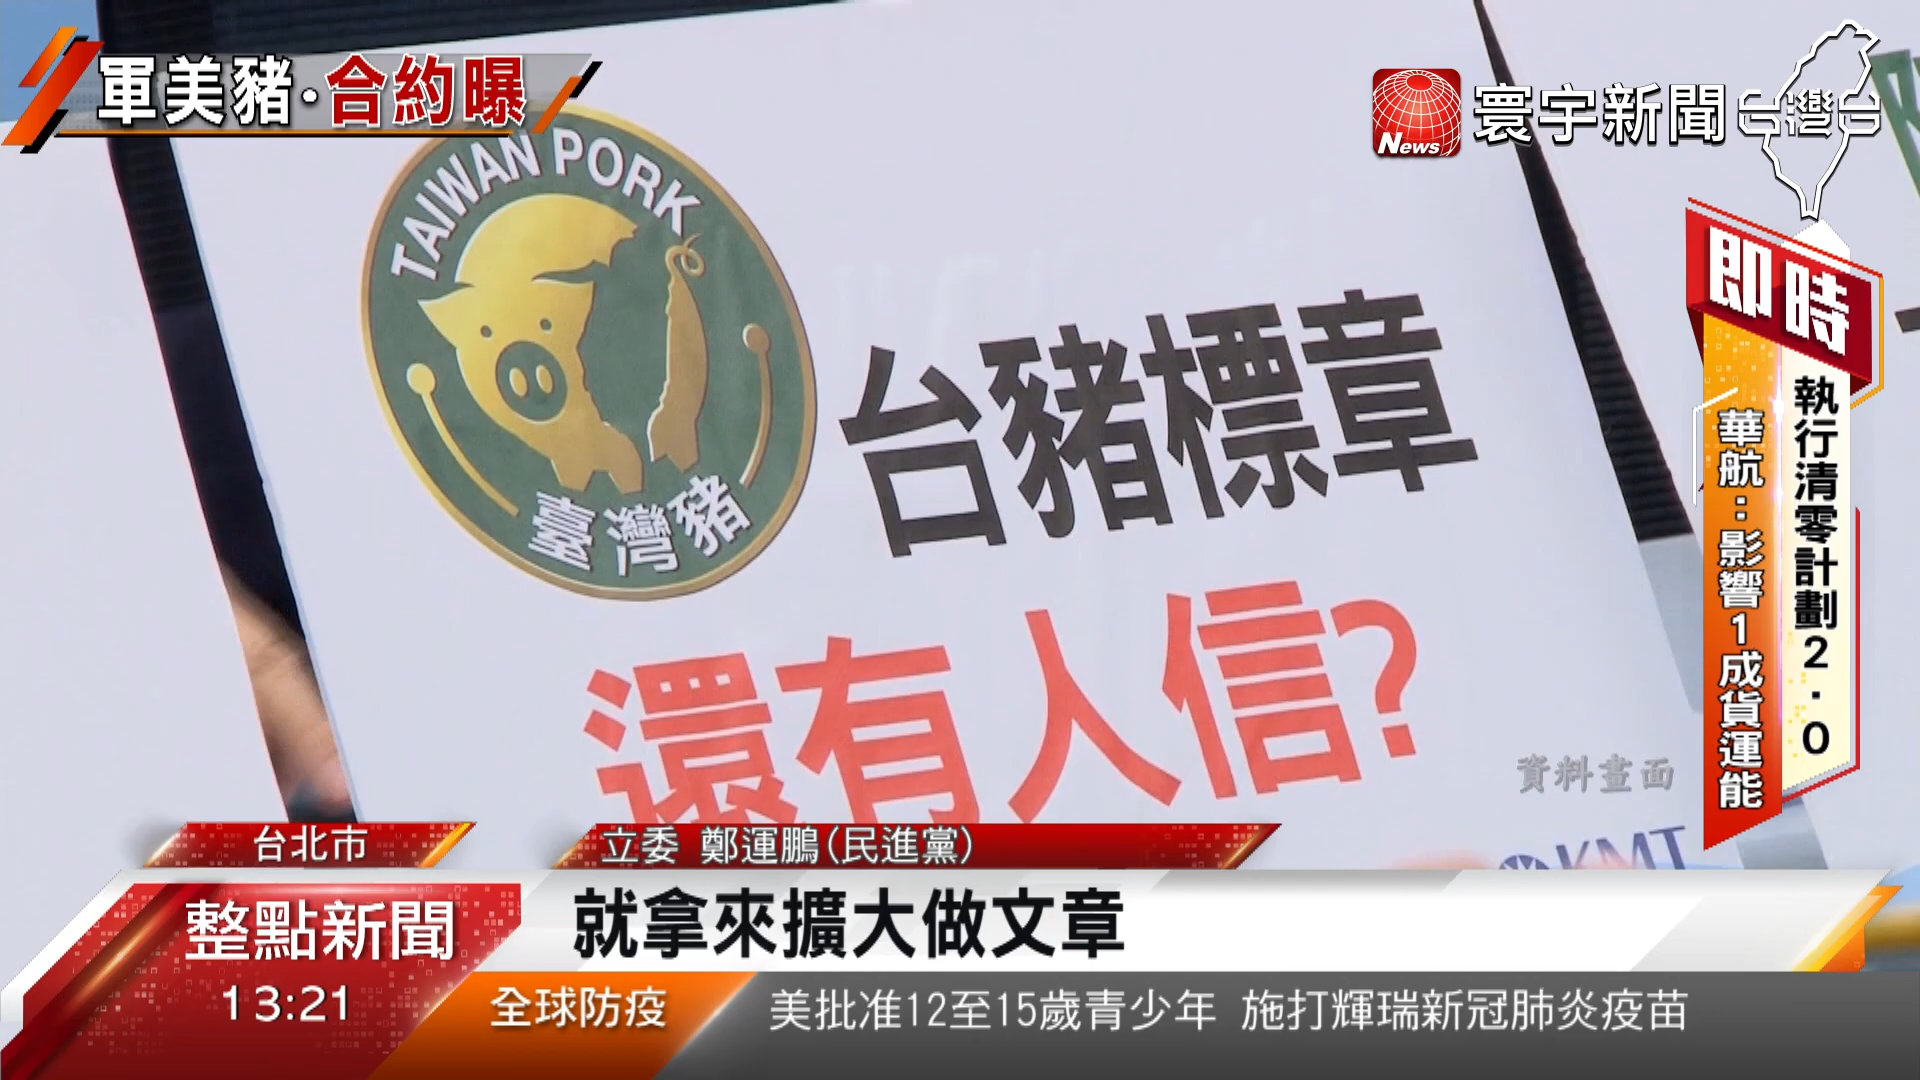 軍美豬·合約曝
News
寰宇新聞
台灣台
TAIWAN PORK
臺灣豬
台豬標章
還有人信?
KMT
資料畫面
即時
執行清零計劃2.0
華航:影響1成貨運能
台北市
立委 鄭運鵬(民進黨)
整點新聞
就拿來擴大做文章
13:21
全球防疫
美批准12至15歲青少年 施打輝瑞新冠肺炎疫苗